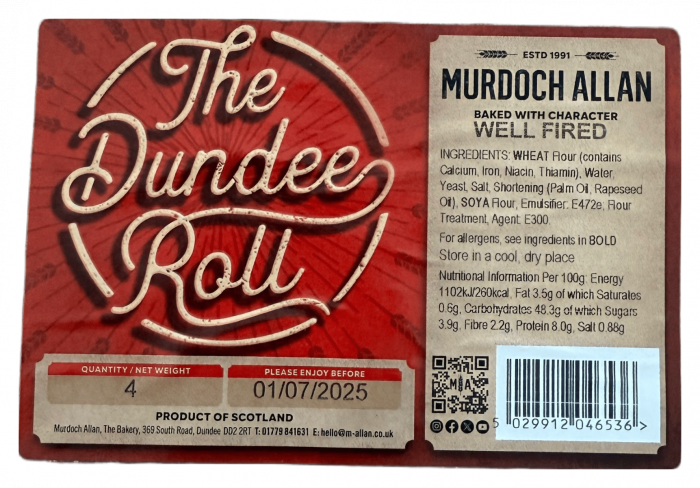 The
Dundee
Roll
QUANTITY / NET WEIGHT
4
PLEASE ENJOY BEFORE
01/07/2025
PRODUCT OF SCOTLAND
Murdoch Allan, The Bakery, 369 South Road, Dundee DD2 2RT T: 01779 841631 E: hello@m-allan.co.uk
ESTD 1991
MURDOCH ALLAN
BAKED WITH CHARACTER
WELL FIRED
INGREDIENTS: WHEAT Flour (contains
Calcium, Iron, Niacin, Thiamin), Water,
Yeast, Salt, Shortening (Palm Oil, Rapeseed
Oil), SOYA Flour, Emulsifier: E472e, Flour
Treatment, Agent: E300.
For allergens, see ingredients in BOLD
Store in a cool, dry place
Nutritional Information Per 100g: Energy
1102kJ/260kcal, Fat 3.5g of which Saturates
0.6g, Carbohydrates 48.3g of which Sugars
3.9g, Fibre 2.2g, Protein 8.0g, Salt 0.88g
M A
5 029912 046536 >